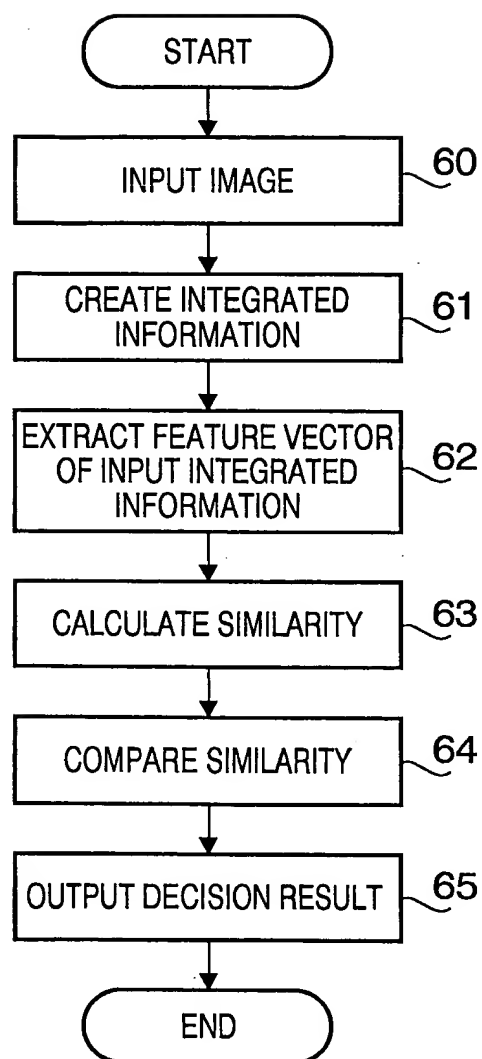 START
INPUT IMAGE
60
CREATE INTEGRATED
INFORMATION
61
EXTRACT FEATURE VECTOR
OF INPUT INTEGRATED
INFORMATION
62
CALCULATE SIMILARITY
63
COMPARE SIMILARITY
64
OUTPUT DECISION RESULT
65
END